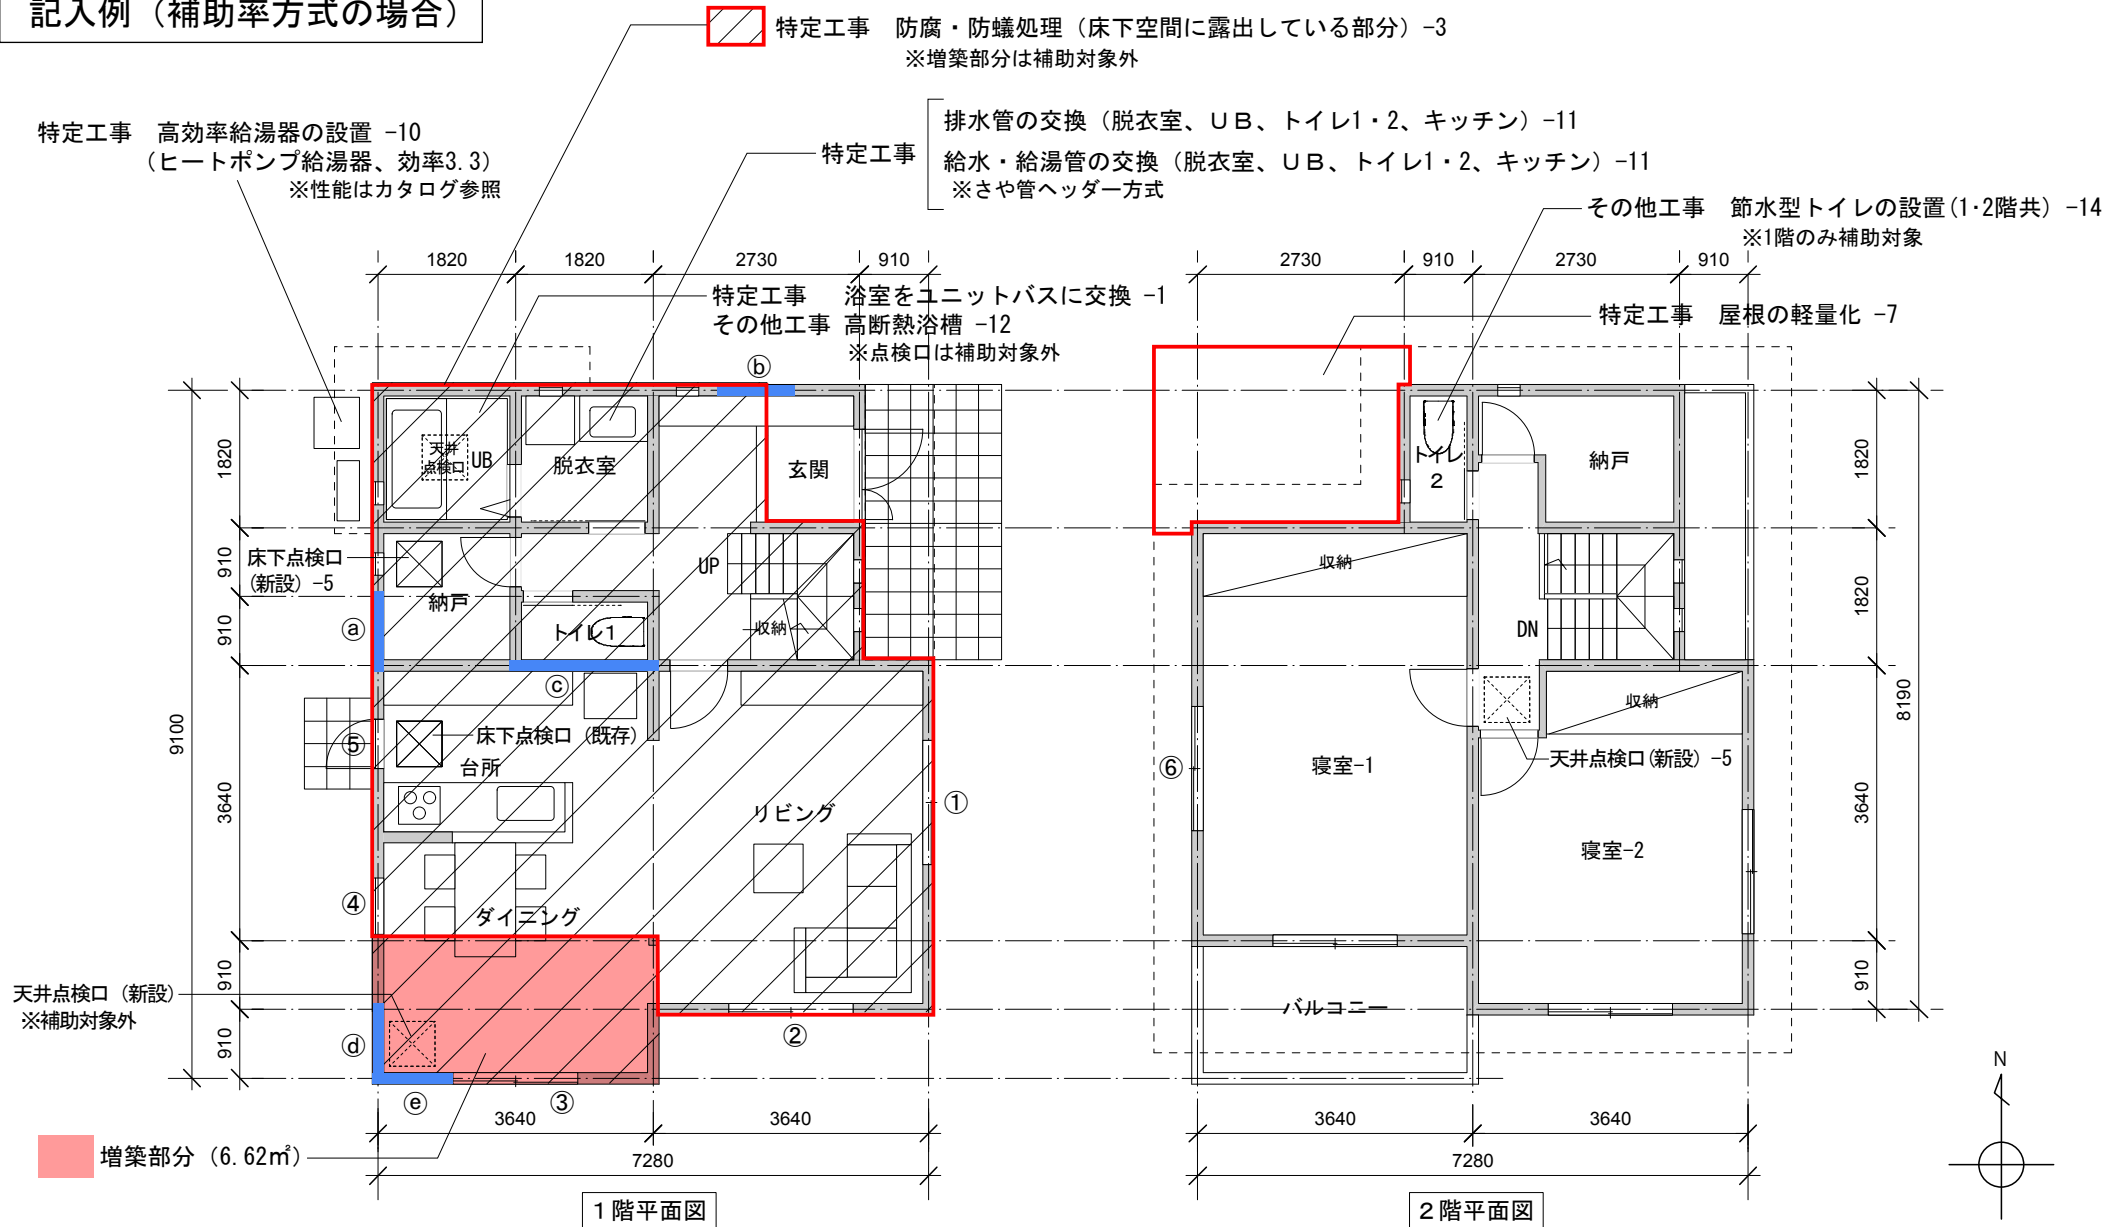 記入例（補助率方式の場合）
特定工事　防腐・防蟻処理（床下空間に露出している部分）-3
※増築部分は補助対象外
特定工事　高効率給湯器の設置 -10
（ヒートポンプ給湯器、効率3.3）
※性能はカタログ参照
特定工事
排水管の交換（脱衣室、ＵＢ、トイレ1・2、キッチン）-11
給水・給湯管の交換（脱衣室、ＵＢ、トイレ1・2、キッチン）-11
※さや管ヘッダー方式
その他工事　節水型トイレの設置(1・2階共）-14
※1階のみ補助対象
1820 1820 2730 910
2730 910 2730 910
特定工事　浴室をユニットバスに交換 -1
その他工事 高断熱浴槽 -12
※点検口は補助対象外
特定工事　屋根の軽量化 -7
ⓑ
天井
点検口
UB
脱衣室
玄関
トイレ
2
納戸
1820
1820
床下点検口
(新設）-5
納戸
UP
収納
トイレ1
ⓐ
ⓒ
910
910
収納
DN
1820
9100
3640
⑤
床下点検口（既存）
台所
リビング
①
④
ダイニング
⑥
寝室-1
収納
天井点検口(新設）-5
寝室-2
8190
3640
天井点検口（新設）
※補助対象外
910
910
ⓓ
②
ⓔ
③
バルコニー
910
3640 3640
7280
3640 3640
7280
増築部分（6.62㎡）
N
１階平面図
２階平面図